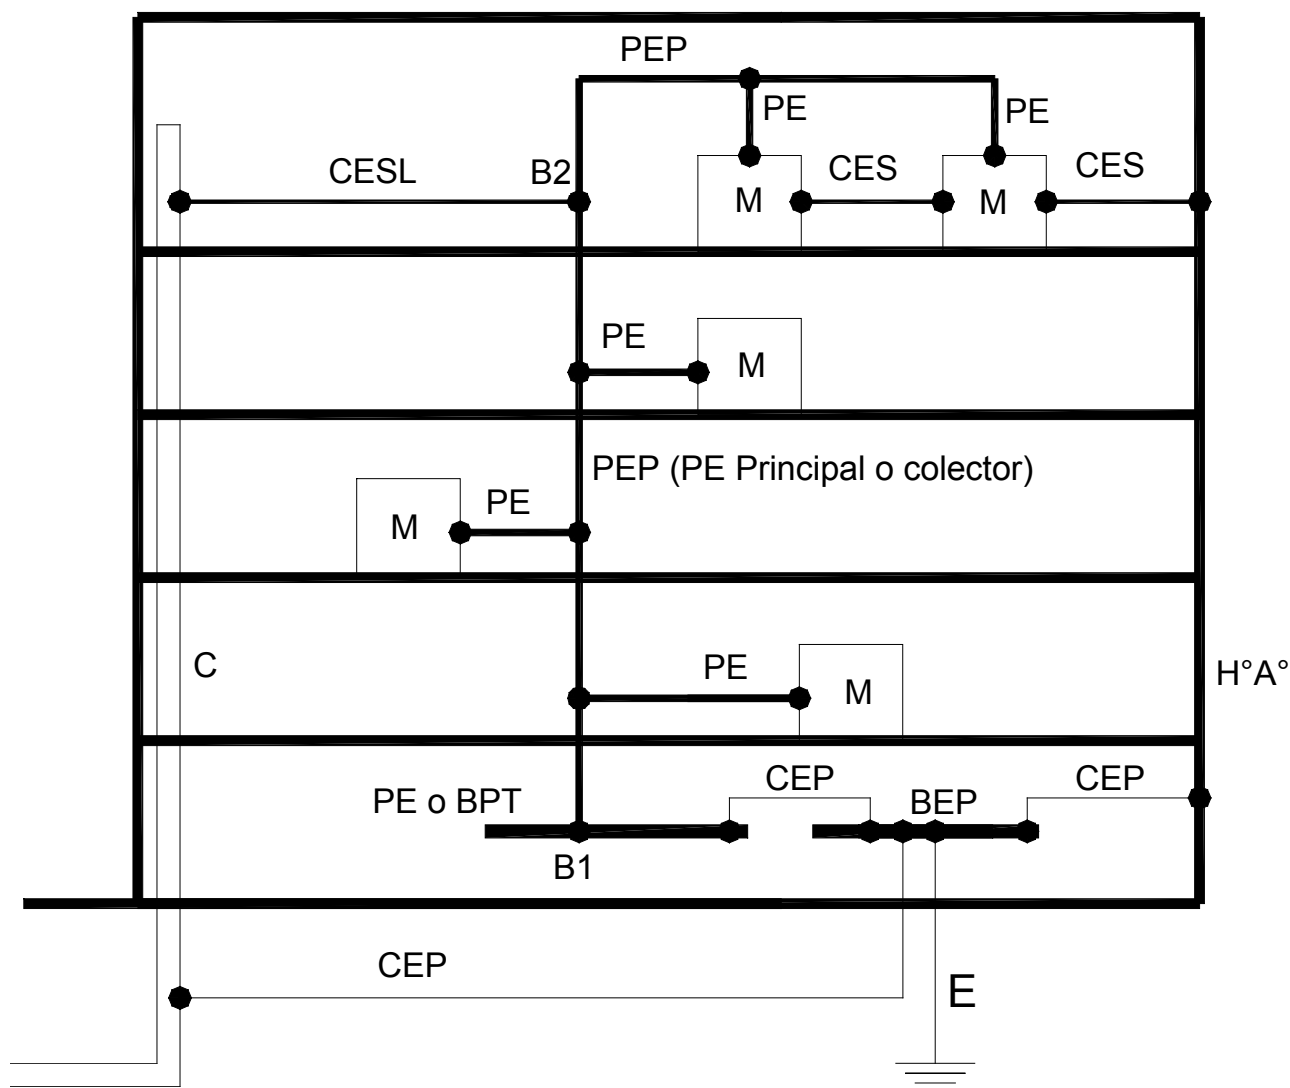 PEP
PE
PE
CESL
B2
CES
CES
M
M
PE
M
PEP (PE Principal o colector)
PE
M
C
PE
M
H°A°
PE o BPT
CEP
BEP
CEP
B1
CEP
E